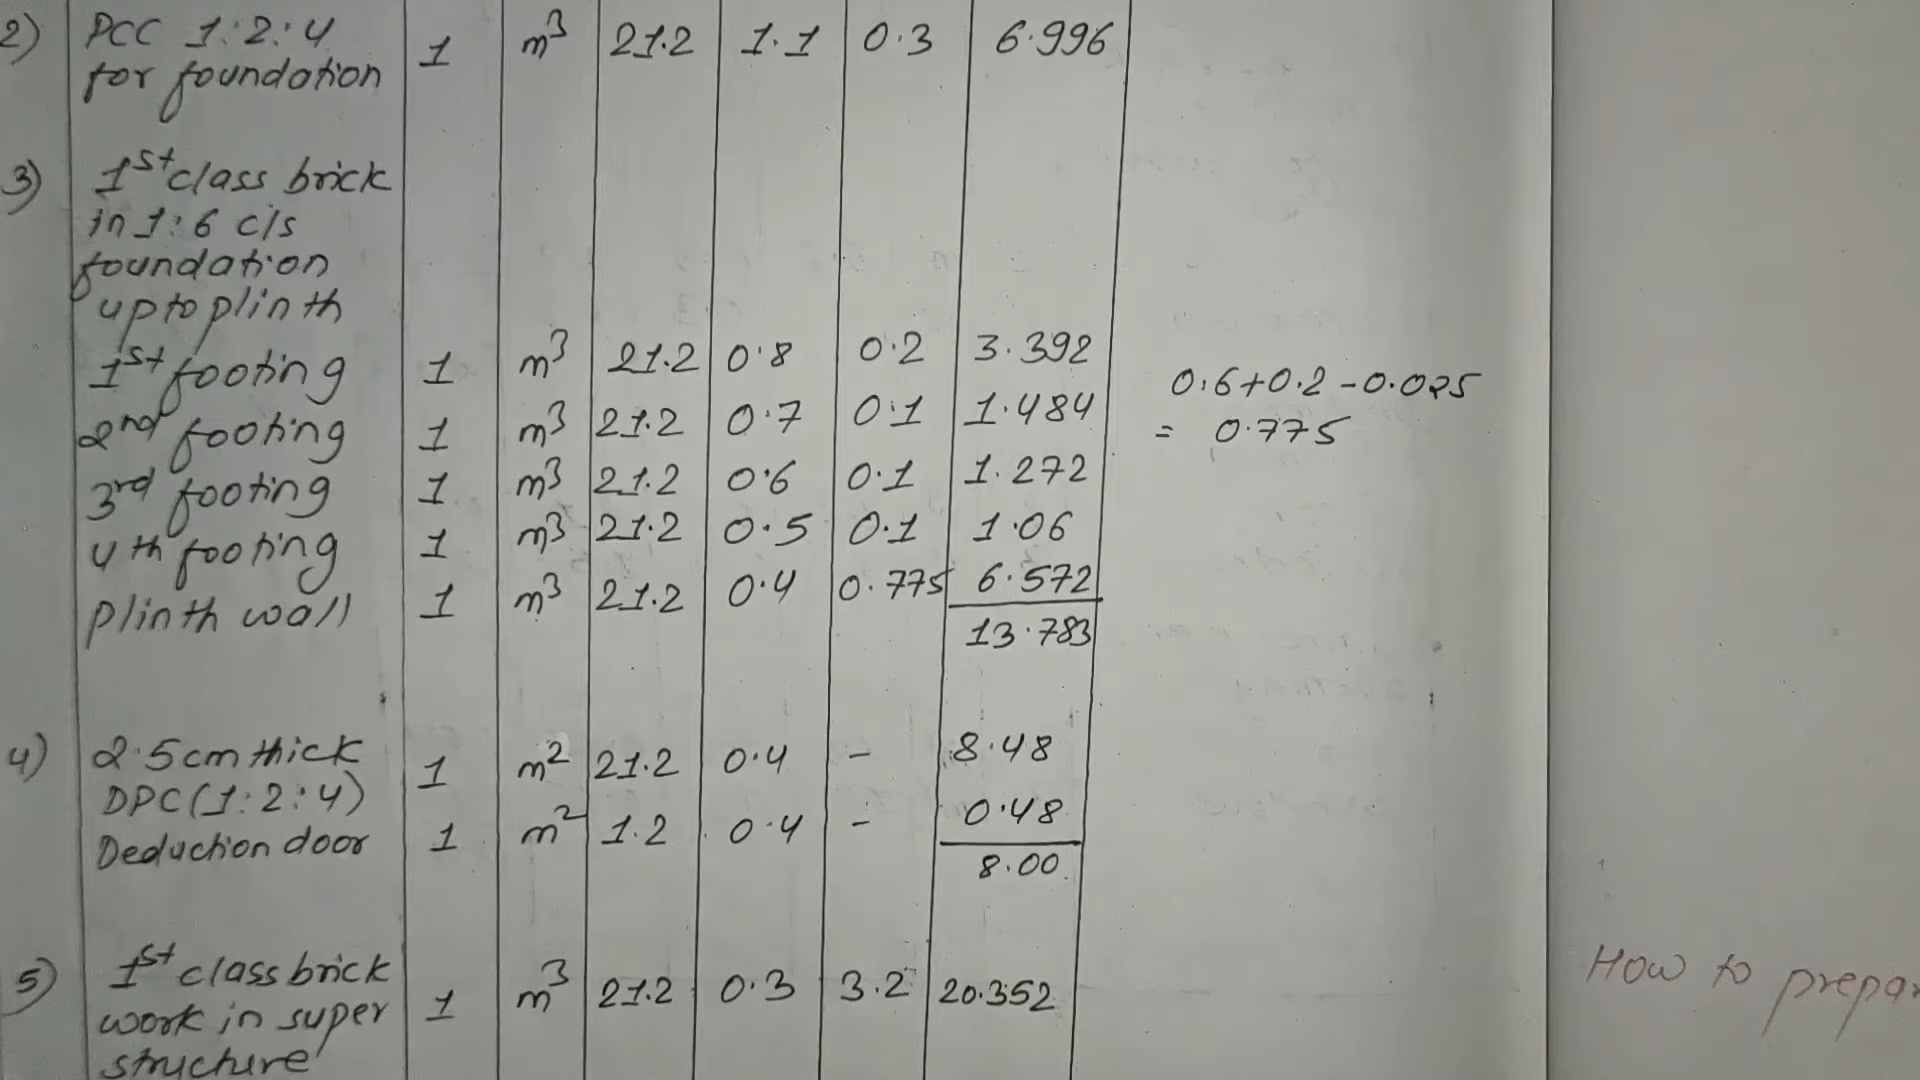 2) PCC 1:2:4 1 m³ 21.2 1.1 0.3 6.996
for foundation
3) 1st class brick
in 1:6 c/s
foundation
upto plinth
1st footing 1 m³ 21.2 0.8 0.2 3.392
2nd footing 1 m³ 21.2 0.7 0.1 1.484
3rd footing 1 m³ 21.2 0.6 0.1 1.272
4th footing 1 m³ 21.2 0.5 0.1 1.06
plinth wall 1 m³ 21.2 0.4 0.775 6.572
13.783
0.6+0.2-0.025
= 0.775
4) 2.5cm thick 1 m² 21.2 0.4 - 8.48
DPC (1:2:4)
Deduction door 1 m² 1.2 0.4 - 0.48
8.00
5) 1st class brick 1 m³ 21.2 0.3 3.2 20.352
work in super
structure
How to prepar